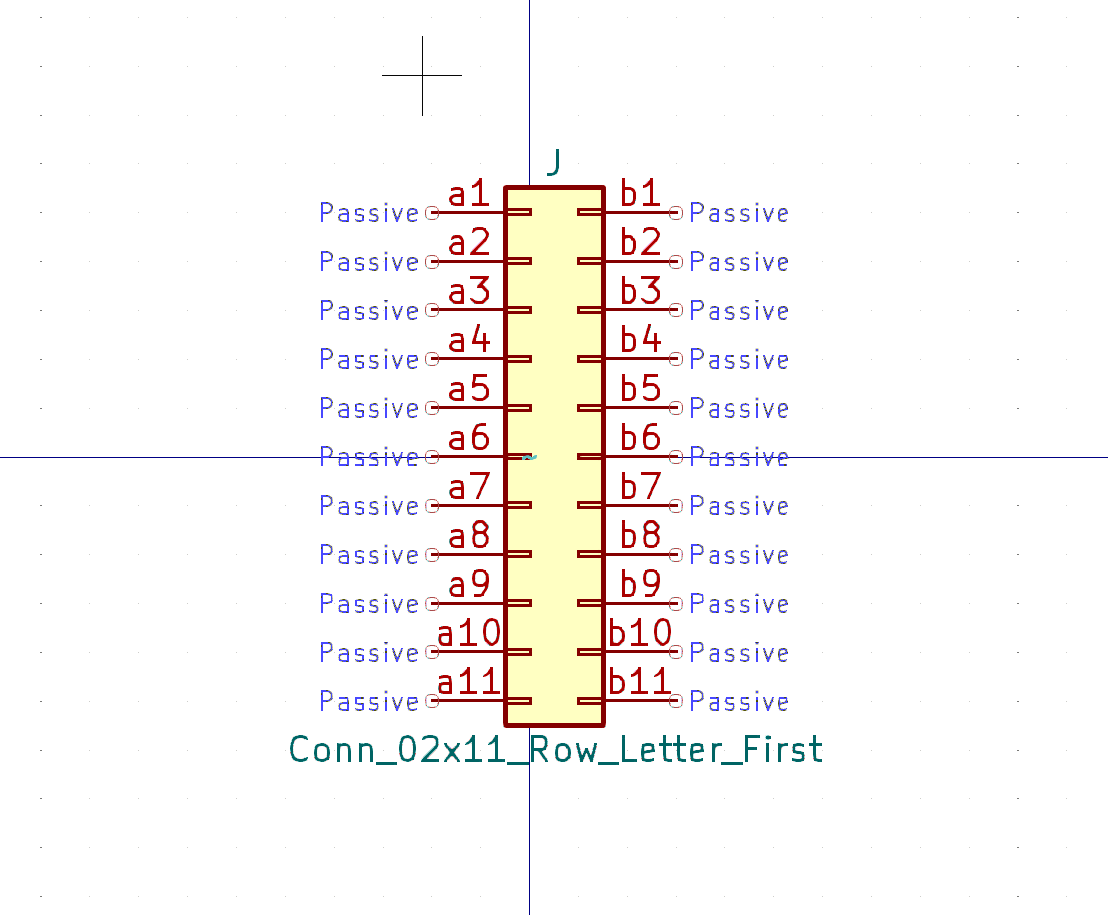 J
Passive a1 b1 Passive
Passive a2 b2 Passive
Passive a3 b3 Passive
Passive a4 b4 Passive
Passive a5 b5 Passive
Passive a6 b6 Passive
Passive a7 b7 Passive
Passive a8 b8 Passive
Passive a9 b9 Passive
Passive a10 b10 Passive
Passive a11 b11 Passive
Conn_02x11_Row_Letter_First